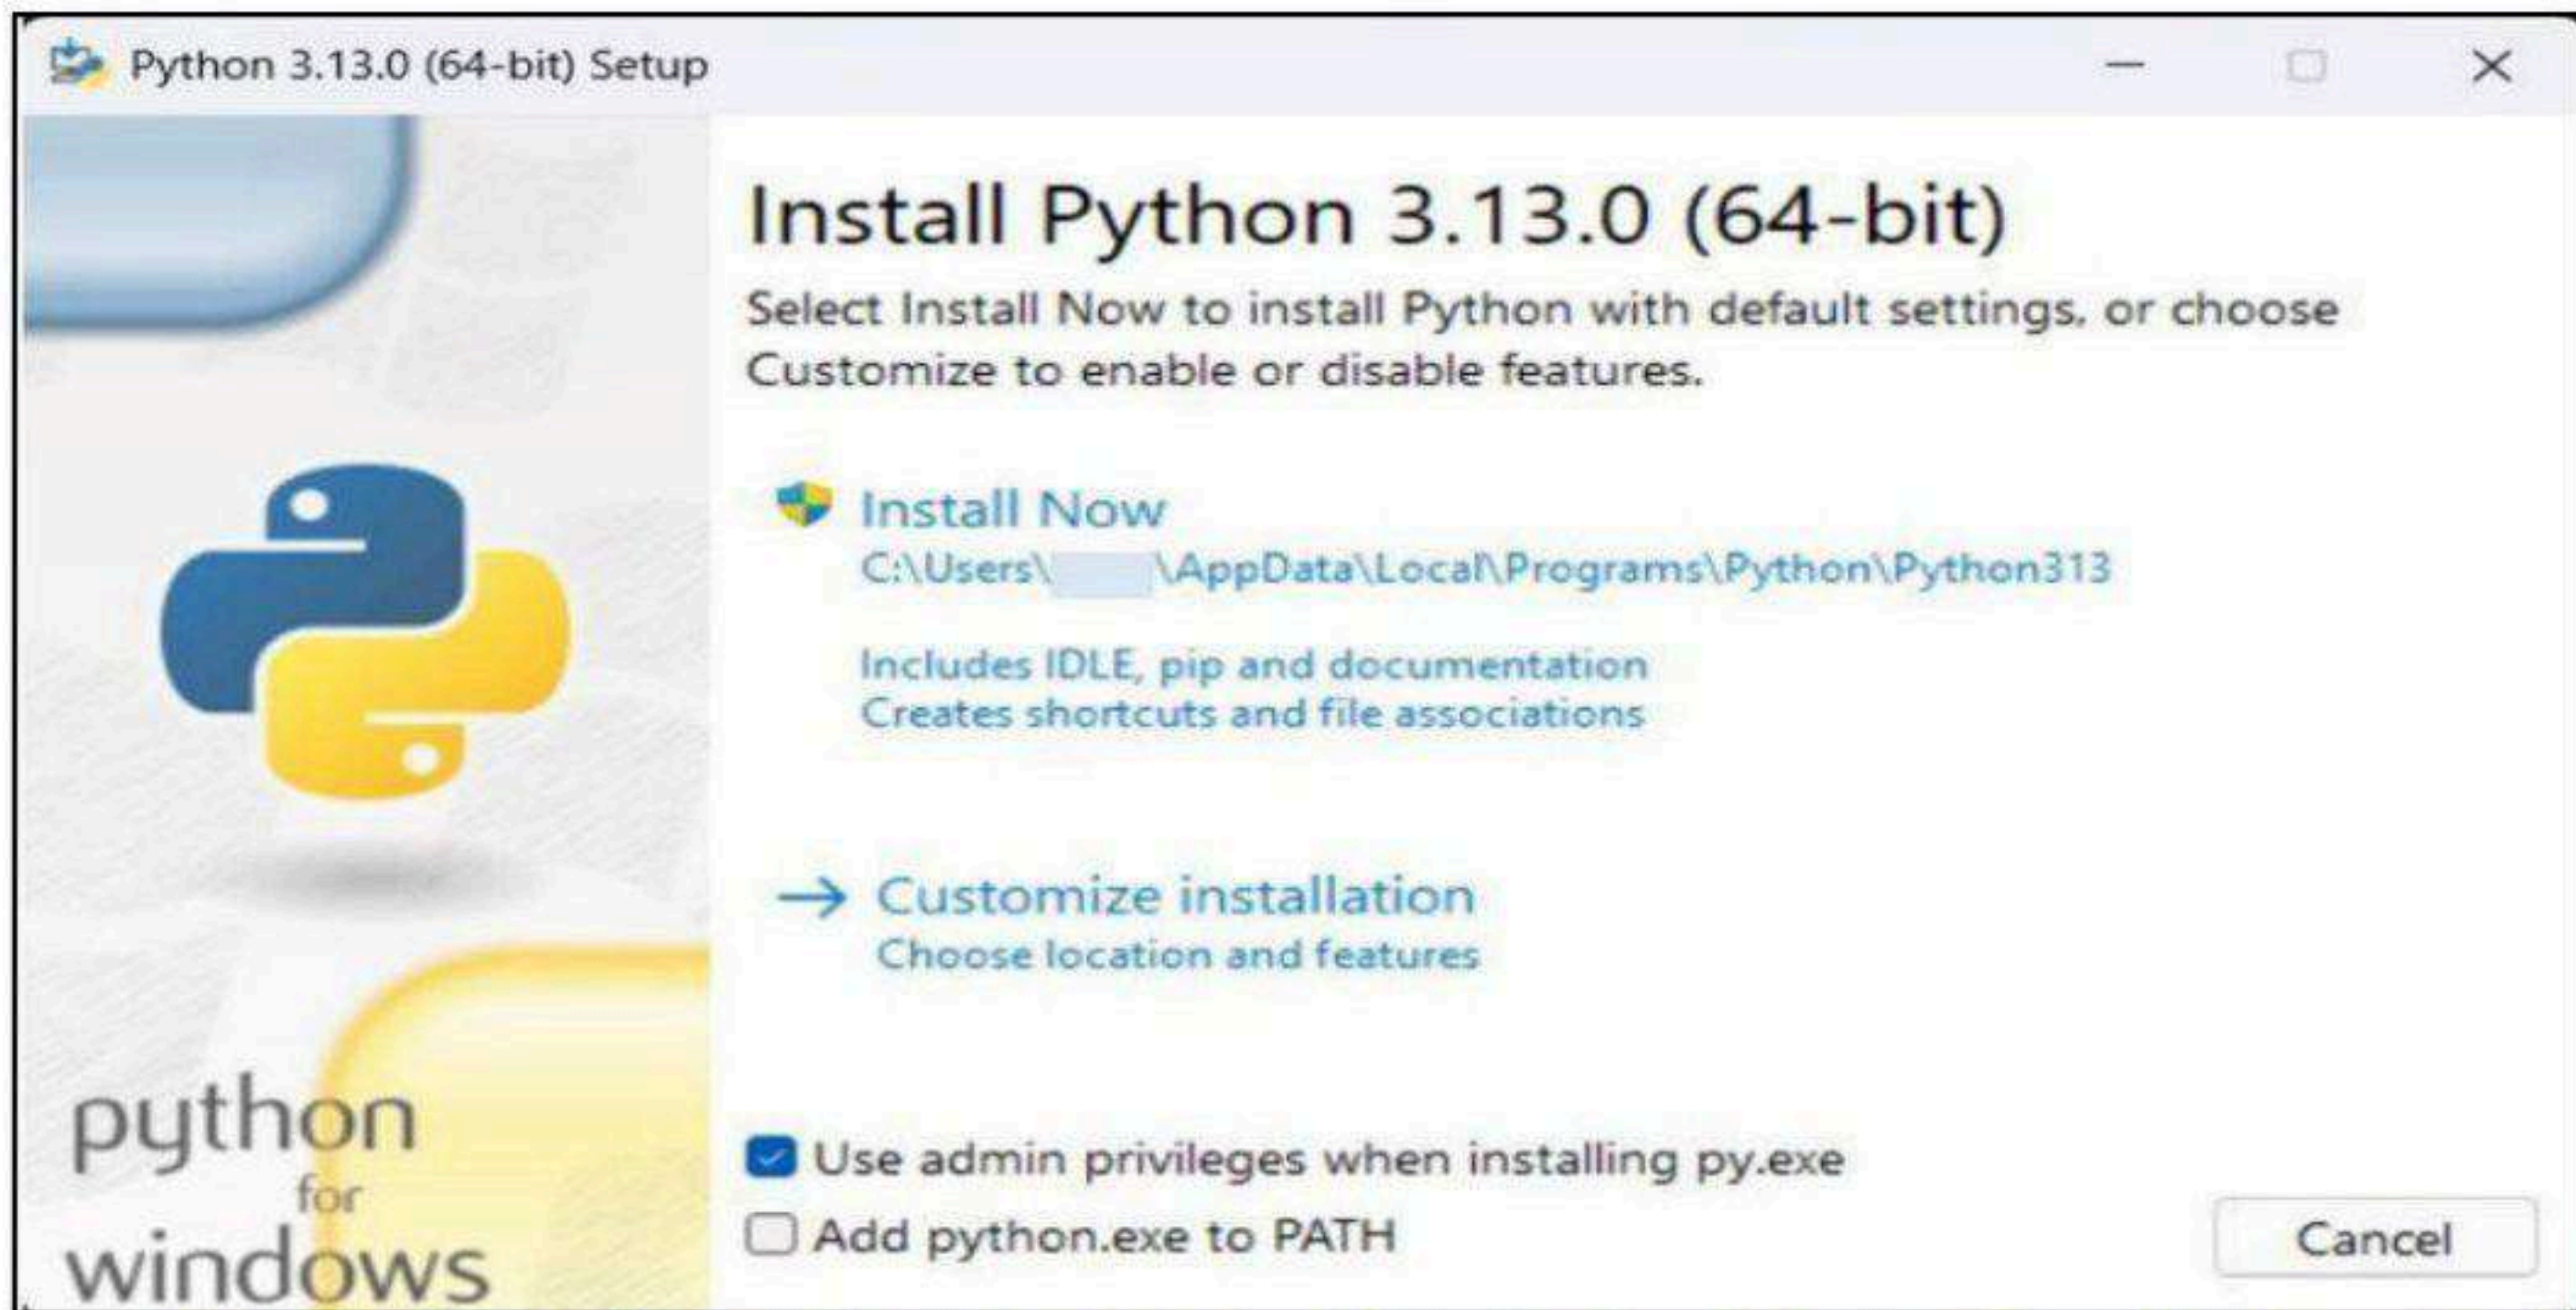 Python 3.13.0 (64-bit) Setup
Install Python 3.13.0 (64-bit)
Select Install Now to install Python with default settings, or choose
Customize to enable or disable features.
Install Now
C:\Users\ \AppData\Local\Programs\Python\Python313
Includes IDLE, pip and documentation
Creates shortcuts and file associations
Customize installation
Choose location and features
Use admin privileges when installing py.exe
Add python.exe to PATH
Cancel
python
for
windows